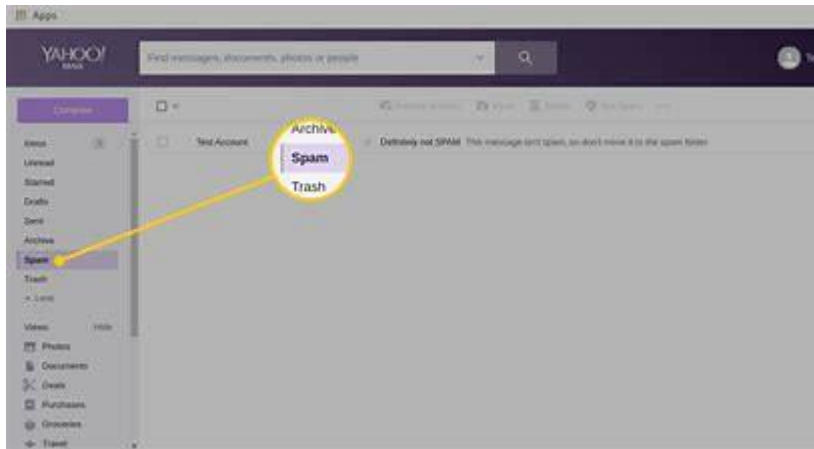 Apps
YAHOO!
MAIL
Find messages, documents, photos or people
Compose
Inbox
Unread
Starred
Drafts
Sent
Archive
Spam
Trash
Less
Views Hide
Photos
Documents
Deals
Purchases
Groceries
Travel
Test Account
Definitely not SPAM This message isn't spam, so don't move it to the spam folder
Archive
Spam
Trash